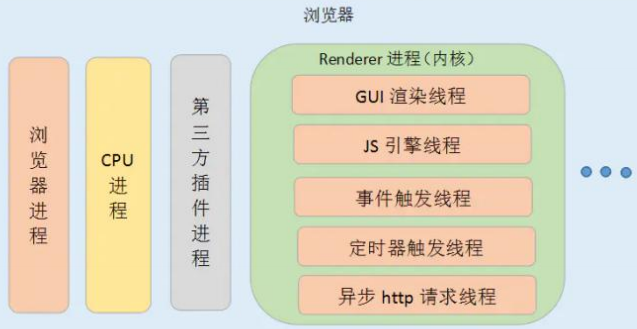 浏览器
浏览器进程
CPU
进程
第三方插件进程
Renderer 进程（内核）
GUI 渲染线程
JS 引擎线程
事件触发线程
定时器触发线程
异步 http 请求线程